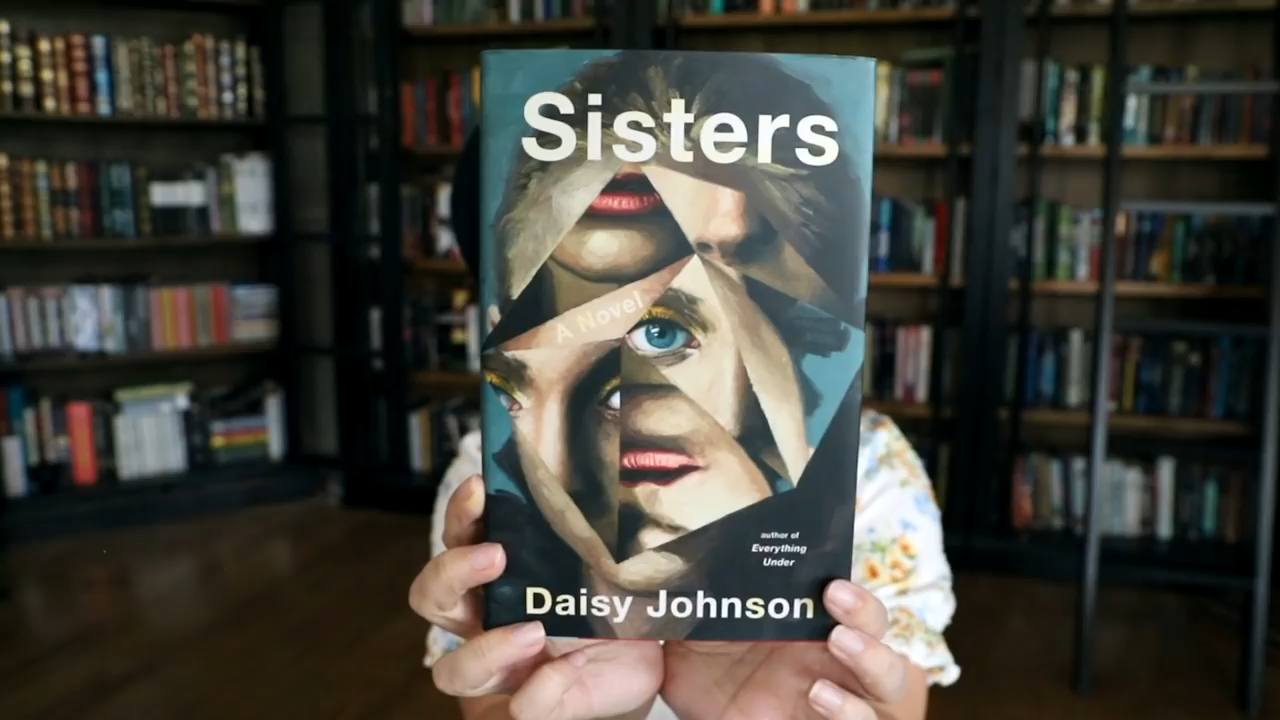 Sisters
A Novel
author of
Everything
Under
Daisy Johnson